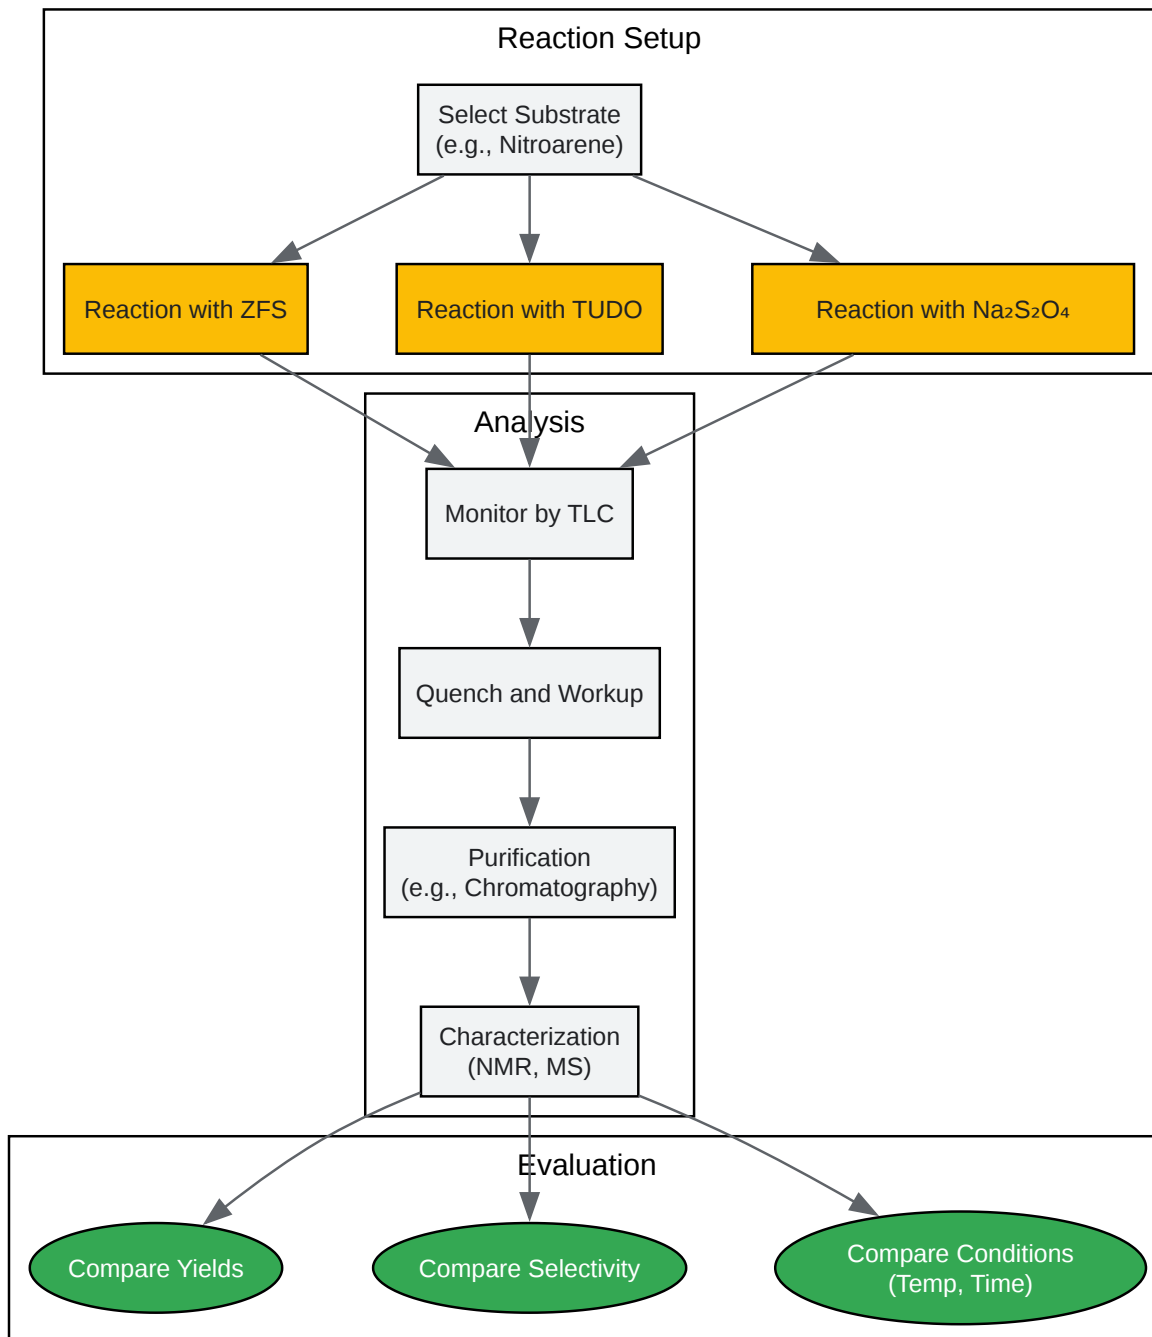 Reaction Setup
Select Substrate
(e.g., Nitroarene)
Reaction with ZFS
Reaction with TUDO
Reaction with Na₂S₂O₄
Analysis
Monitor by TLC
Quench and Workup
Purification
(e.g., Chromatography)
Characterization
(NMR, MS)
Evaluation
Compare Yields
Compare Selectivity
Compare Conditions
(Temp, Time)